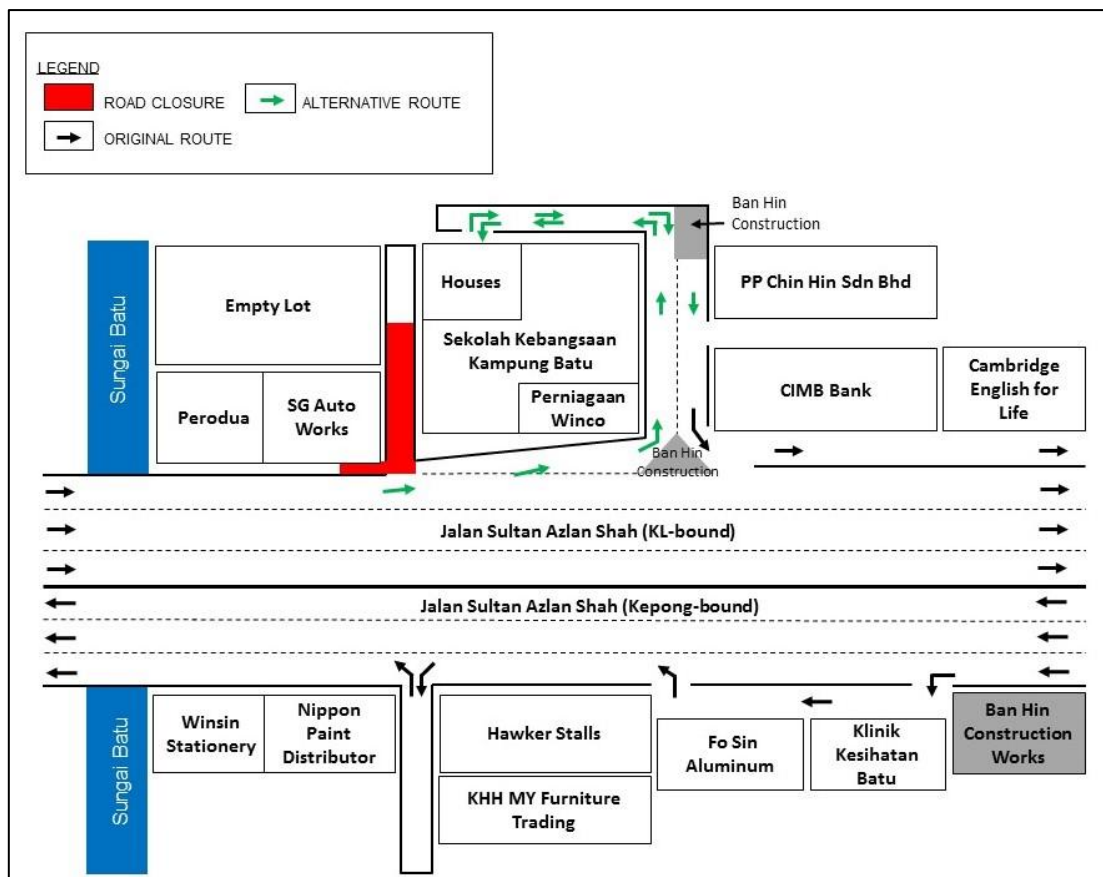 LEGEND
ROAD CLOSURE
ALTERNATIVE ROUTE
ORIGINAL ROUTE
Ban Hin
Construction
Sungai Batu
Empty Lot
Houses
PP Chin Hin Sdn Bhd
Sekolah Kebangsaan
Kampung Batu
Perodua
SG Auto
Works
Perniagaan
Winco
CIMB Bank
Cambridge
English for
Life
Ban Hin
Construction
Jalan Sultan Azlan Shah (KL-bound)
Jalan Sultan Azlan Shah (Kepong-bound)
Sungai Batu
Winsin
Stationery
Nippon
Paint
Distributor
Hawker Stalls
KHH MY Furniture
Trading
Fo Sin
Aluminum
Klinik
Kesihatan
Batu
Ban Hin
Construction
Works